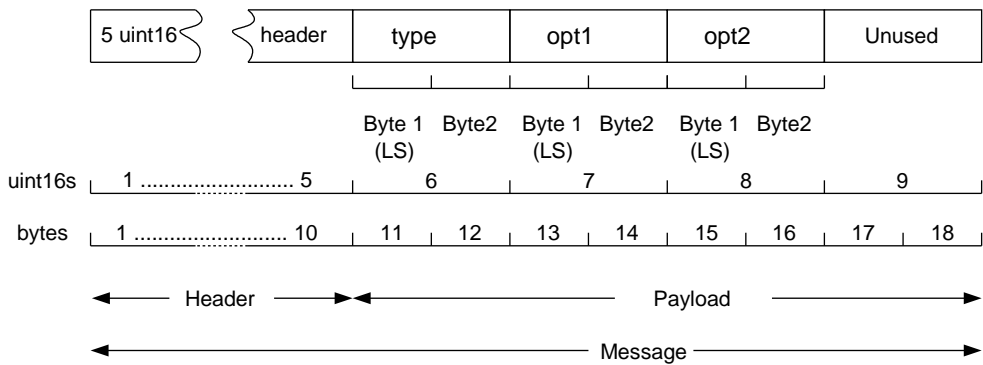 5 uint16 header type opt1 opt2 Unused
Byte 1 Byte2 Byte 1 Byte2 Byte 1 Byte2
(LS) (LS) (LS)
uint16s 1 .......................... 5 6 7 8 9
bytes 1 .......................... 10 11 12 13 14 15 16 17 18
Header Payload
Message